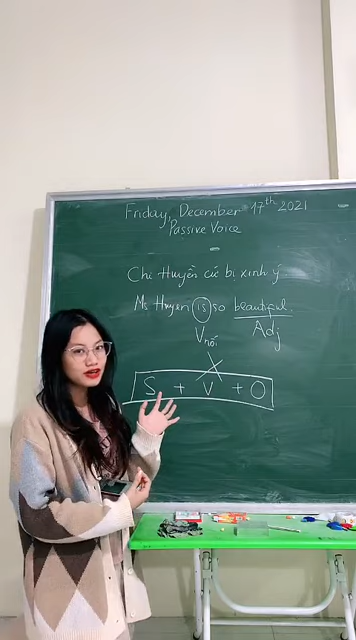 Friday, December 17th 2021
Passive Voice
Chị Huyền cứ bị xinh ý
Ms Huyen is so beautiful.
Vnối
Adj
S + V + O